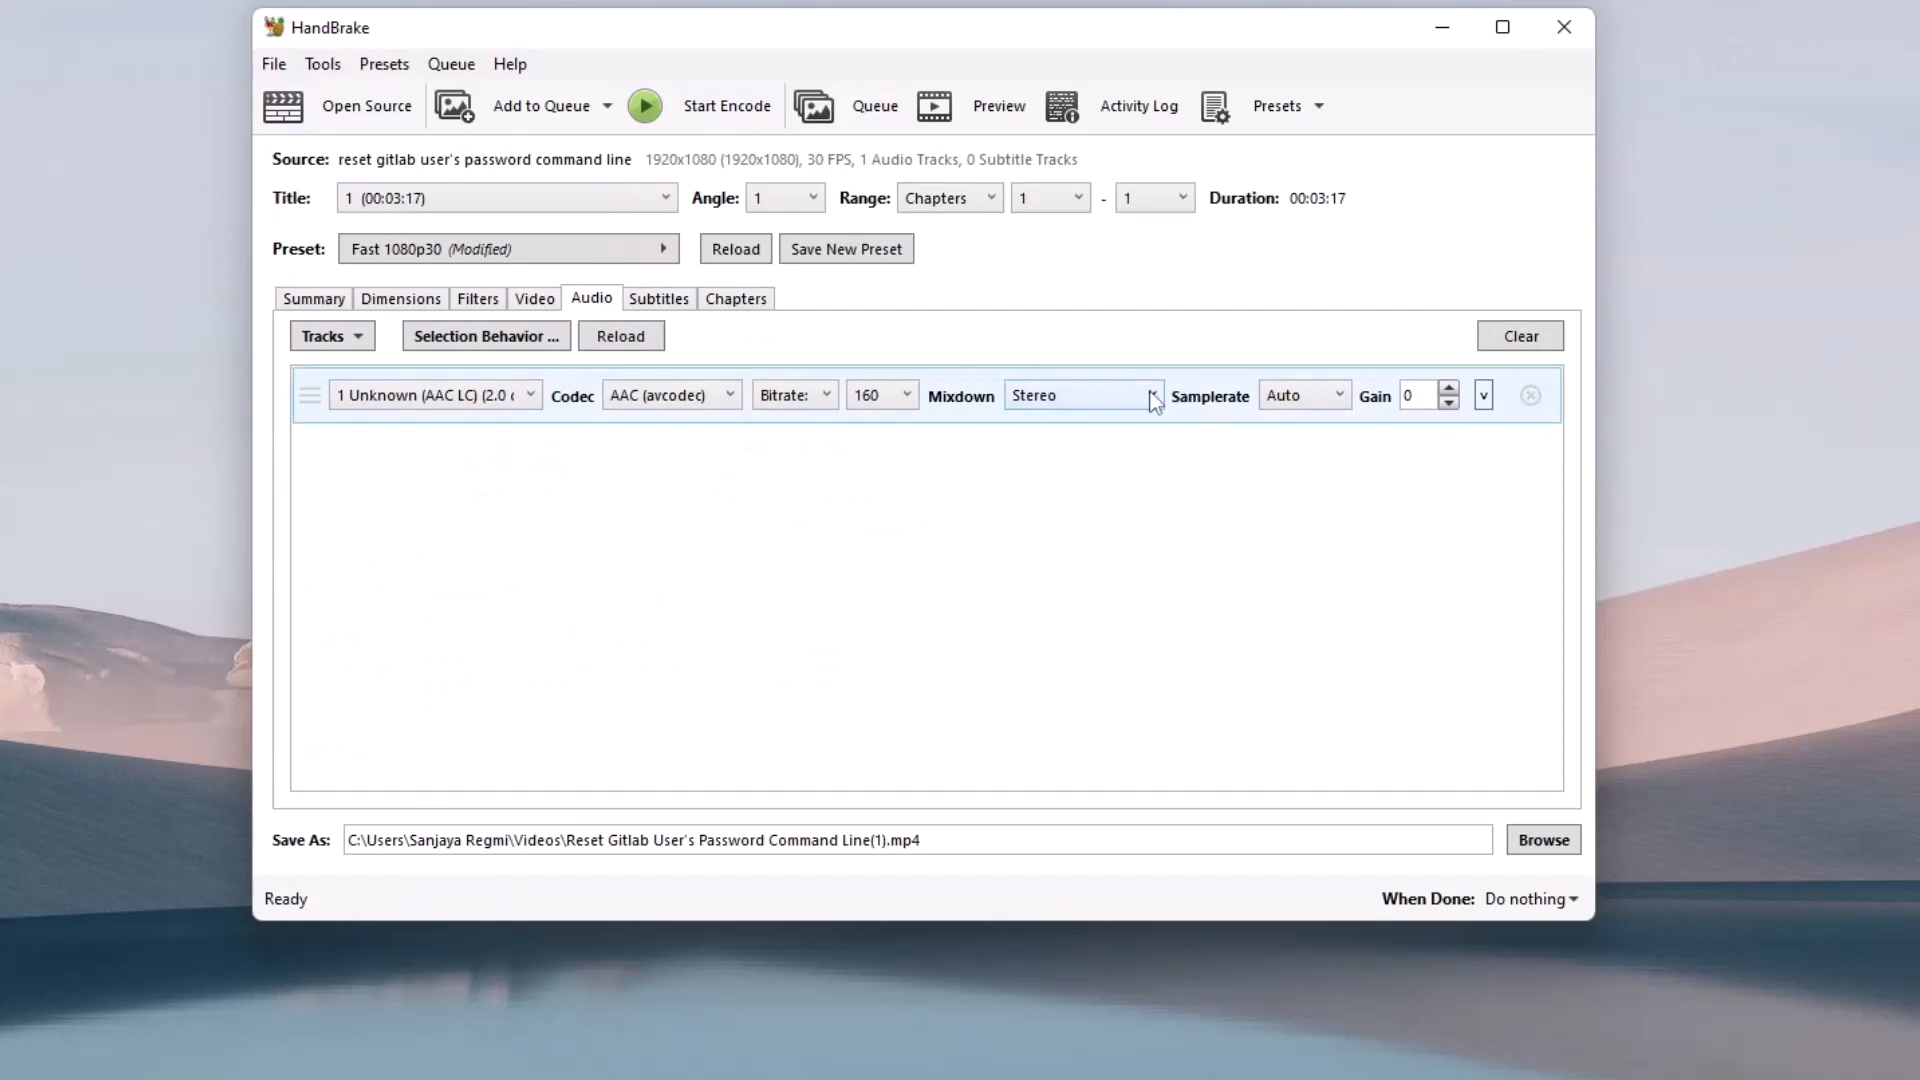 HandBrake
File Tools Presets Queue Help
Open Source Add to Queue Start Encode Queue Preview Activity Log Presets
Source: reset gitlab user's password command line 1920x1080 (1920x1080), 30 FPS, 1 Audio Tracks, 0 Subtitle Tracks
Title: 1 (00:03:17) Angle: 1 Range: Chapters 1 - 1 Duration: 00:03:17
Preset: Fast 1080p30 (Modified) Reload Save New Preset
Summary Dimensions Filters Video Audio Subtitles Chapters
Tracks Selection Behavior ... Reload Clear
1 Unknown (AAC LC) (2.0 Codec AAC (avcodec) Bitrate: 160 Mixdown Stereo Samplerate Auto Gain 0 v
Save As: C:\Users\Sanjaya Regmi\Videos\Reset Gitlab User's Password Command Line(1).mp4 Browse
Ready When Done: Do nothing